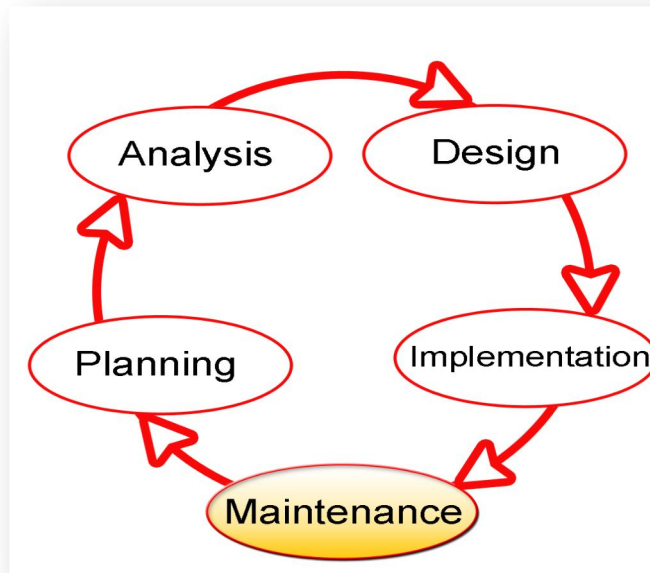 Analysis
Design
Planning
Implementation
Maintenance